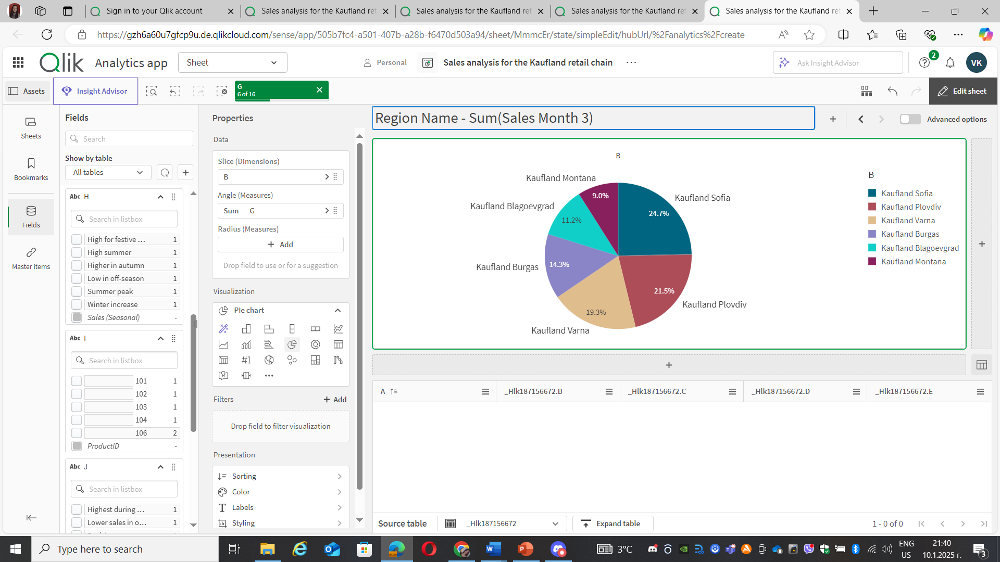 Sign in to your Qlik account
Sales analysis for the Kaufland ret
Sales analysis for the Kaufland ret
Sales analysis for the Kaufland ret
Sales analysis for the Kaufland ret
https://gzh6a60u7gfcp9u.de.qlikcloud.com/sense/app/505b7fc4-a501-407b-a28b-f6470d503a94/sheet/MmmcEr/state/simpleEdit/hubUrl/%2Fanalytics%2Fcreate
Qlik
Analytics app
Sheet
Personal
Sales analysis for the Kaufland retail chain
Ask Insight Advisor
2
VK
Assets
Insight Advisor
G
6 of 16
Edit sheet
Sheets
Bookmarks
Fields
Master items
Fields
Search
Show by table
All tables
Abc H
Search in listbox
High for festive ... 1
High summer 1
Higher in autumn 1
Low in off-season 1
Summer peak 1
Winter increase 1
Sales (Seasonal) -
Abc I
Search in listbox
101 1
102 1
103 1
104 1
106 2
ProductID -
Abc J
Search in listbox
Highest during ... 1
Lower sales in o... 1
Properties
Data
Slice (Dimensions)
B
Angle (Measures)
Sum G
Radius (Measures)
+ Add
Drop field to use or for a suggestion
Visualization
Pie chart
#1
Filters
+ Add
Drop field to filter visualization
Presentation
Sorting
Color
Labels
Styling
Region Name - Sum(Sales Month 3)
Advanced options
B
Kaufland Montana
9.0%
Kaufland Sofia
24.7%
Kaufland Blagoevgrad
11.2%
Kaufland Burgas
14.3%
21.5%
Kaufland Plovdiv
19.3%
Kaufland Varna
B
Kaufland Sofia
Kaufland Plovdiv
Kaufland Varna
Kaufland Burgas
Kaufland Blagoevgrad
Kaufland Montana
A
_Hlk187156672.B
_Hlk187156672.C
_Hlk187156672.D
_Hlk187156672.E
Source table
_Hlk187156672
Expand table
1 - 0 of 0
Type here to search
3°C
ENG
US
21:40
10.1.2025 г.
3